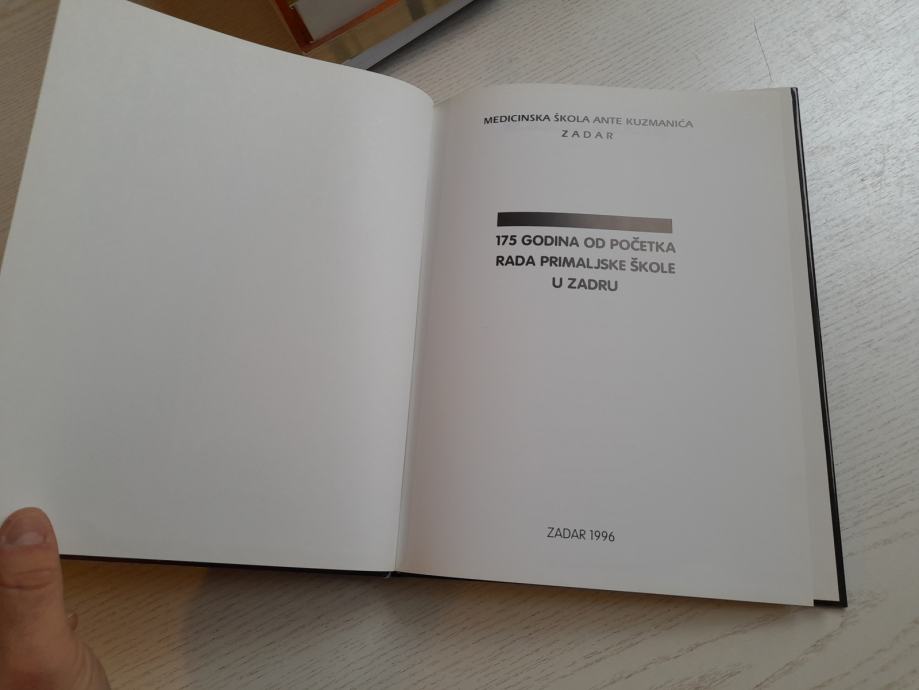 MEDICINSKA ŠKOLA ANTE KUZMANIĆA
ZADAR
175 GODINA OD POČETKA
RADA PRIMALJSKE ŠKOLE
U ZADRU
ZADAR 1996